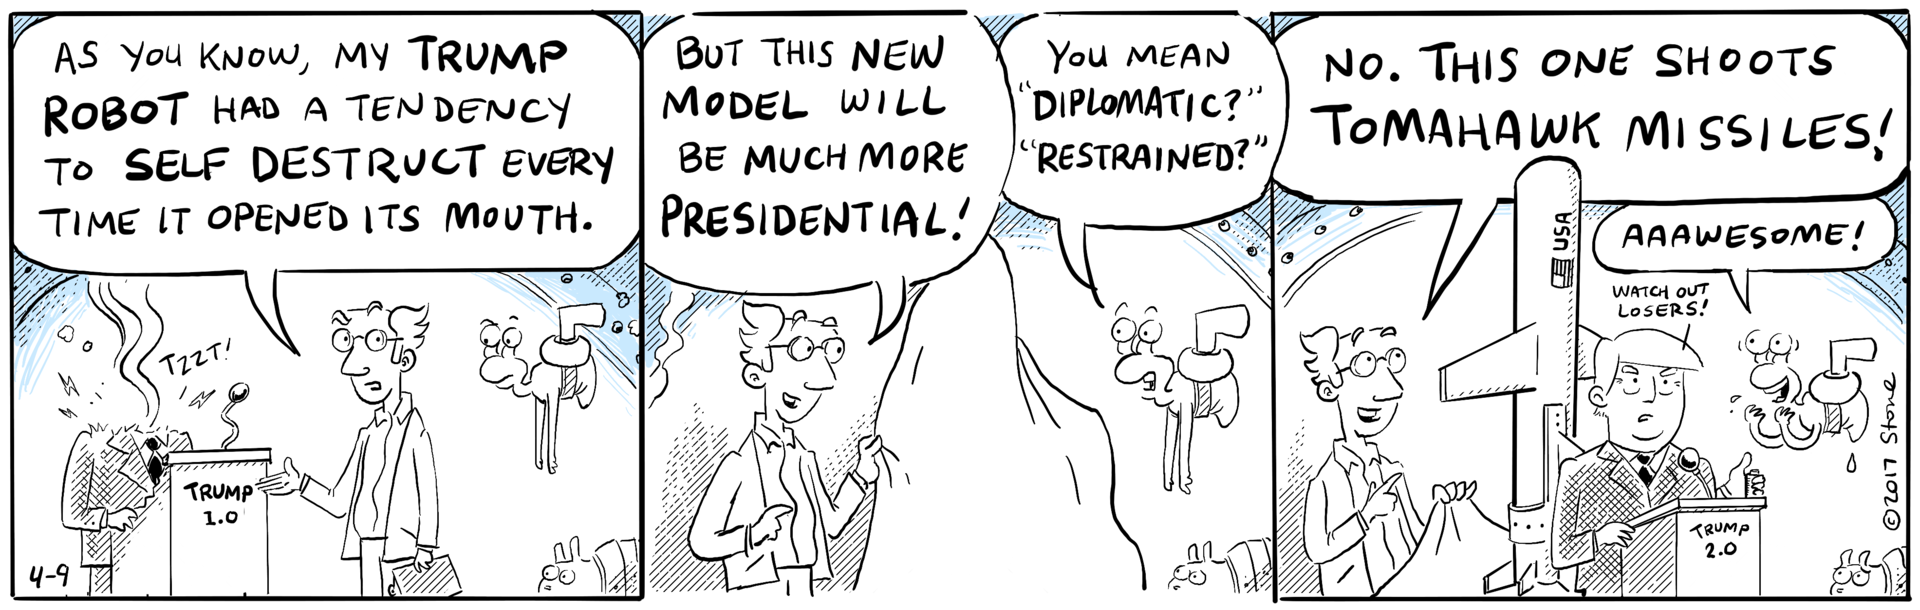 AS YOU KNOW, MY TRUMP
ROBOT HAD A TENDENCY
TO SELF DESTRUCT EVERY
TIME IT OPENED ITS MOUTH.
TZZT!
TRUMP
1.0
4-9
BUT THIS NEW
MODEL WILL
BE MUCH MORE
PRESIDENTIAL!
YOU MEAN
"DIPLOMATIC?"
"RESTRAINED?"
NO. THIS ONE SHOOTS
TOMAHAWK MISSILES!
USA
AAAWESOME!
WATCH OUT
LOSERS!
TRUMP
2.0
©2017 Stone